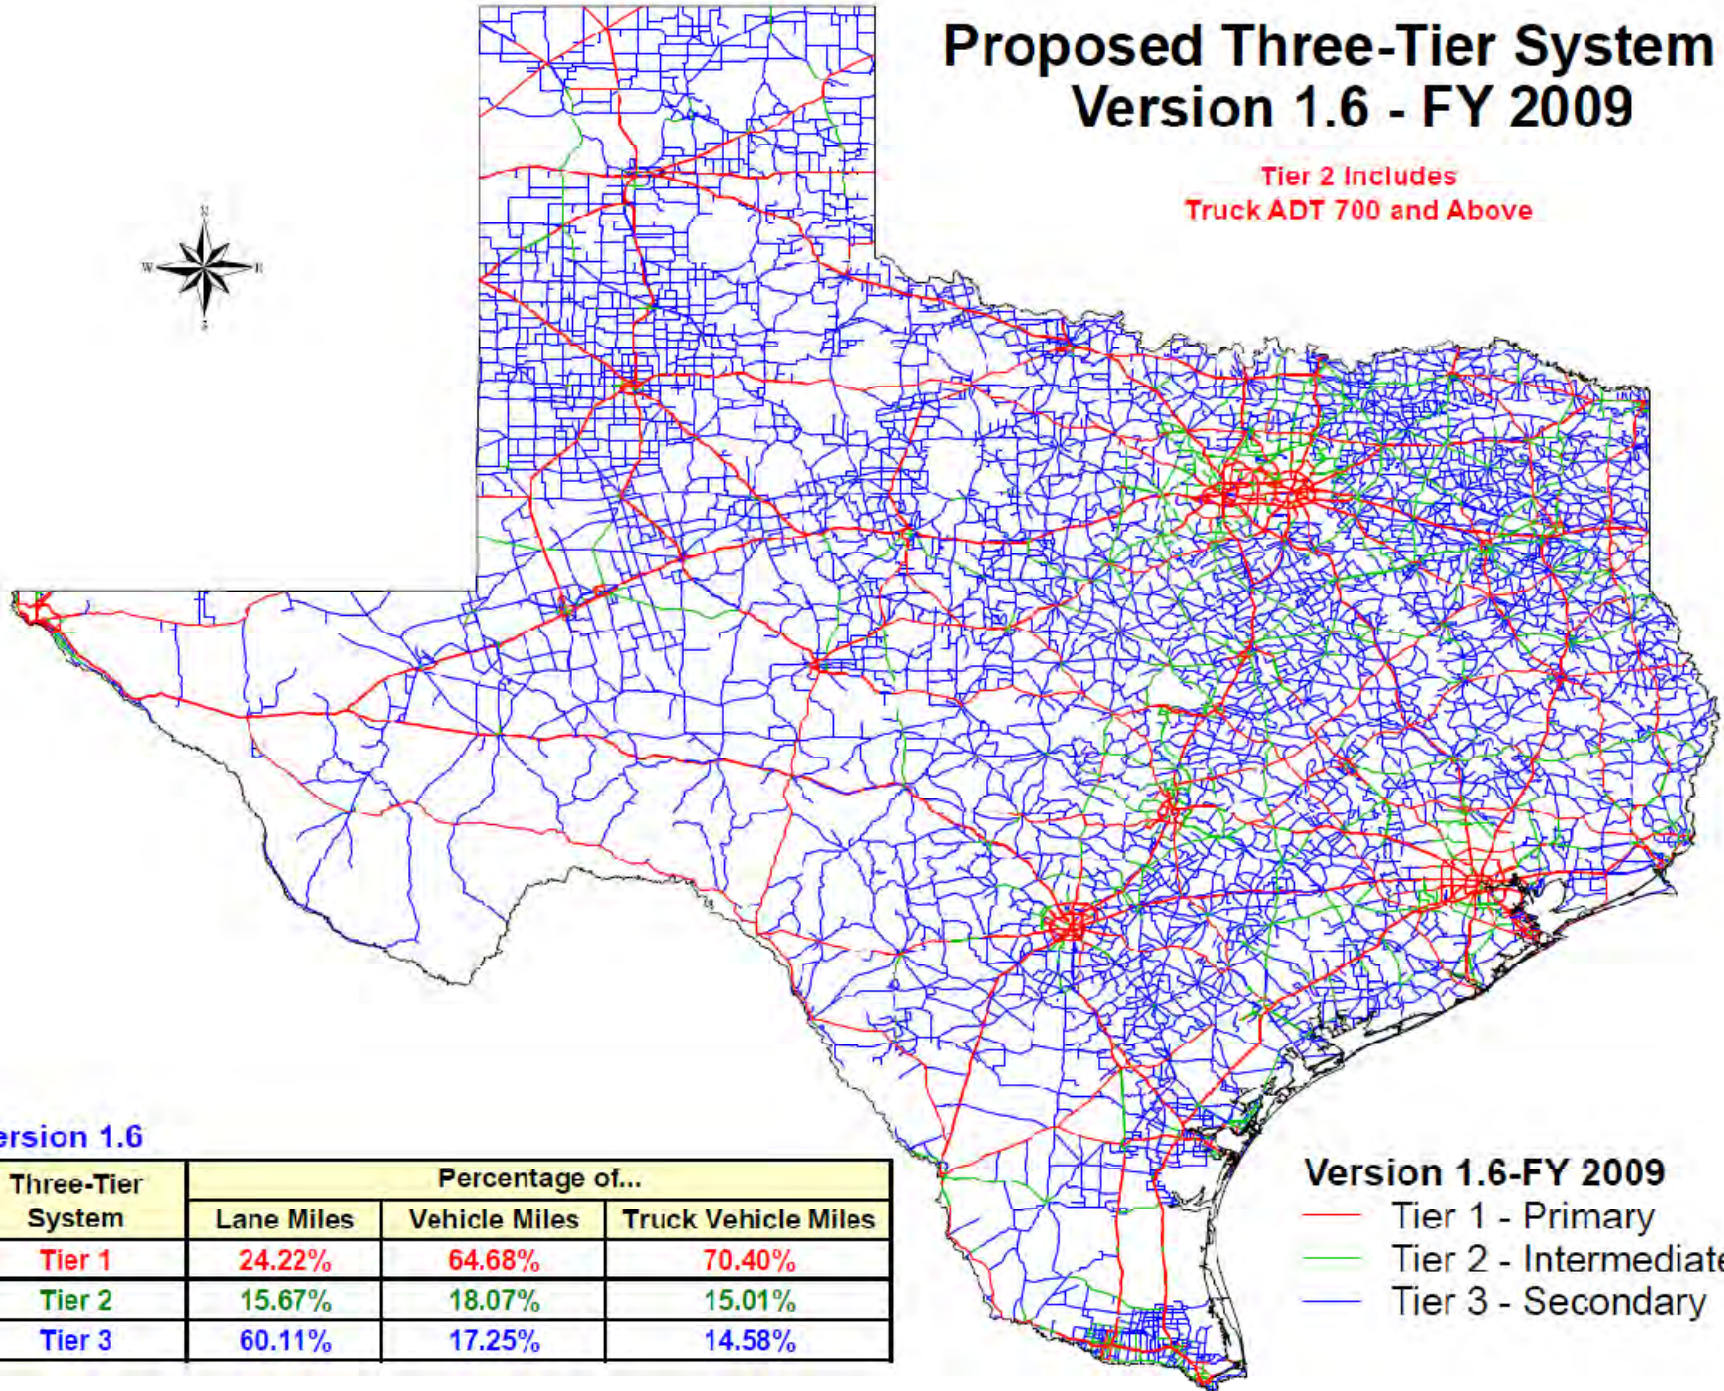 Proposed Three-Tier System
Version 1.6 - FY 2009
Tier 2 Includes
Truck ADT 700 and Above
N
W
E
S
ersion 1.6
Three-Tier System
Percentage of...
Lane Miles Vehicle Miles Truck Vehicle Miles
Tier 1 24.22% 64.68% 70.40%
Tier 2 15.67% 18.07% 15.01%
Tier 3 60.11% 17.25% 14.58%
Version 1.6-FY 2009
Tier 1 - Primary
Tier 2 - Intermediate
Tier 3 - Secondary